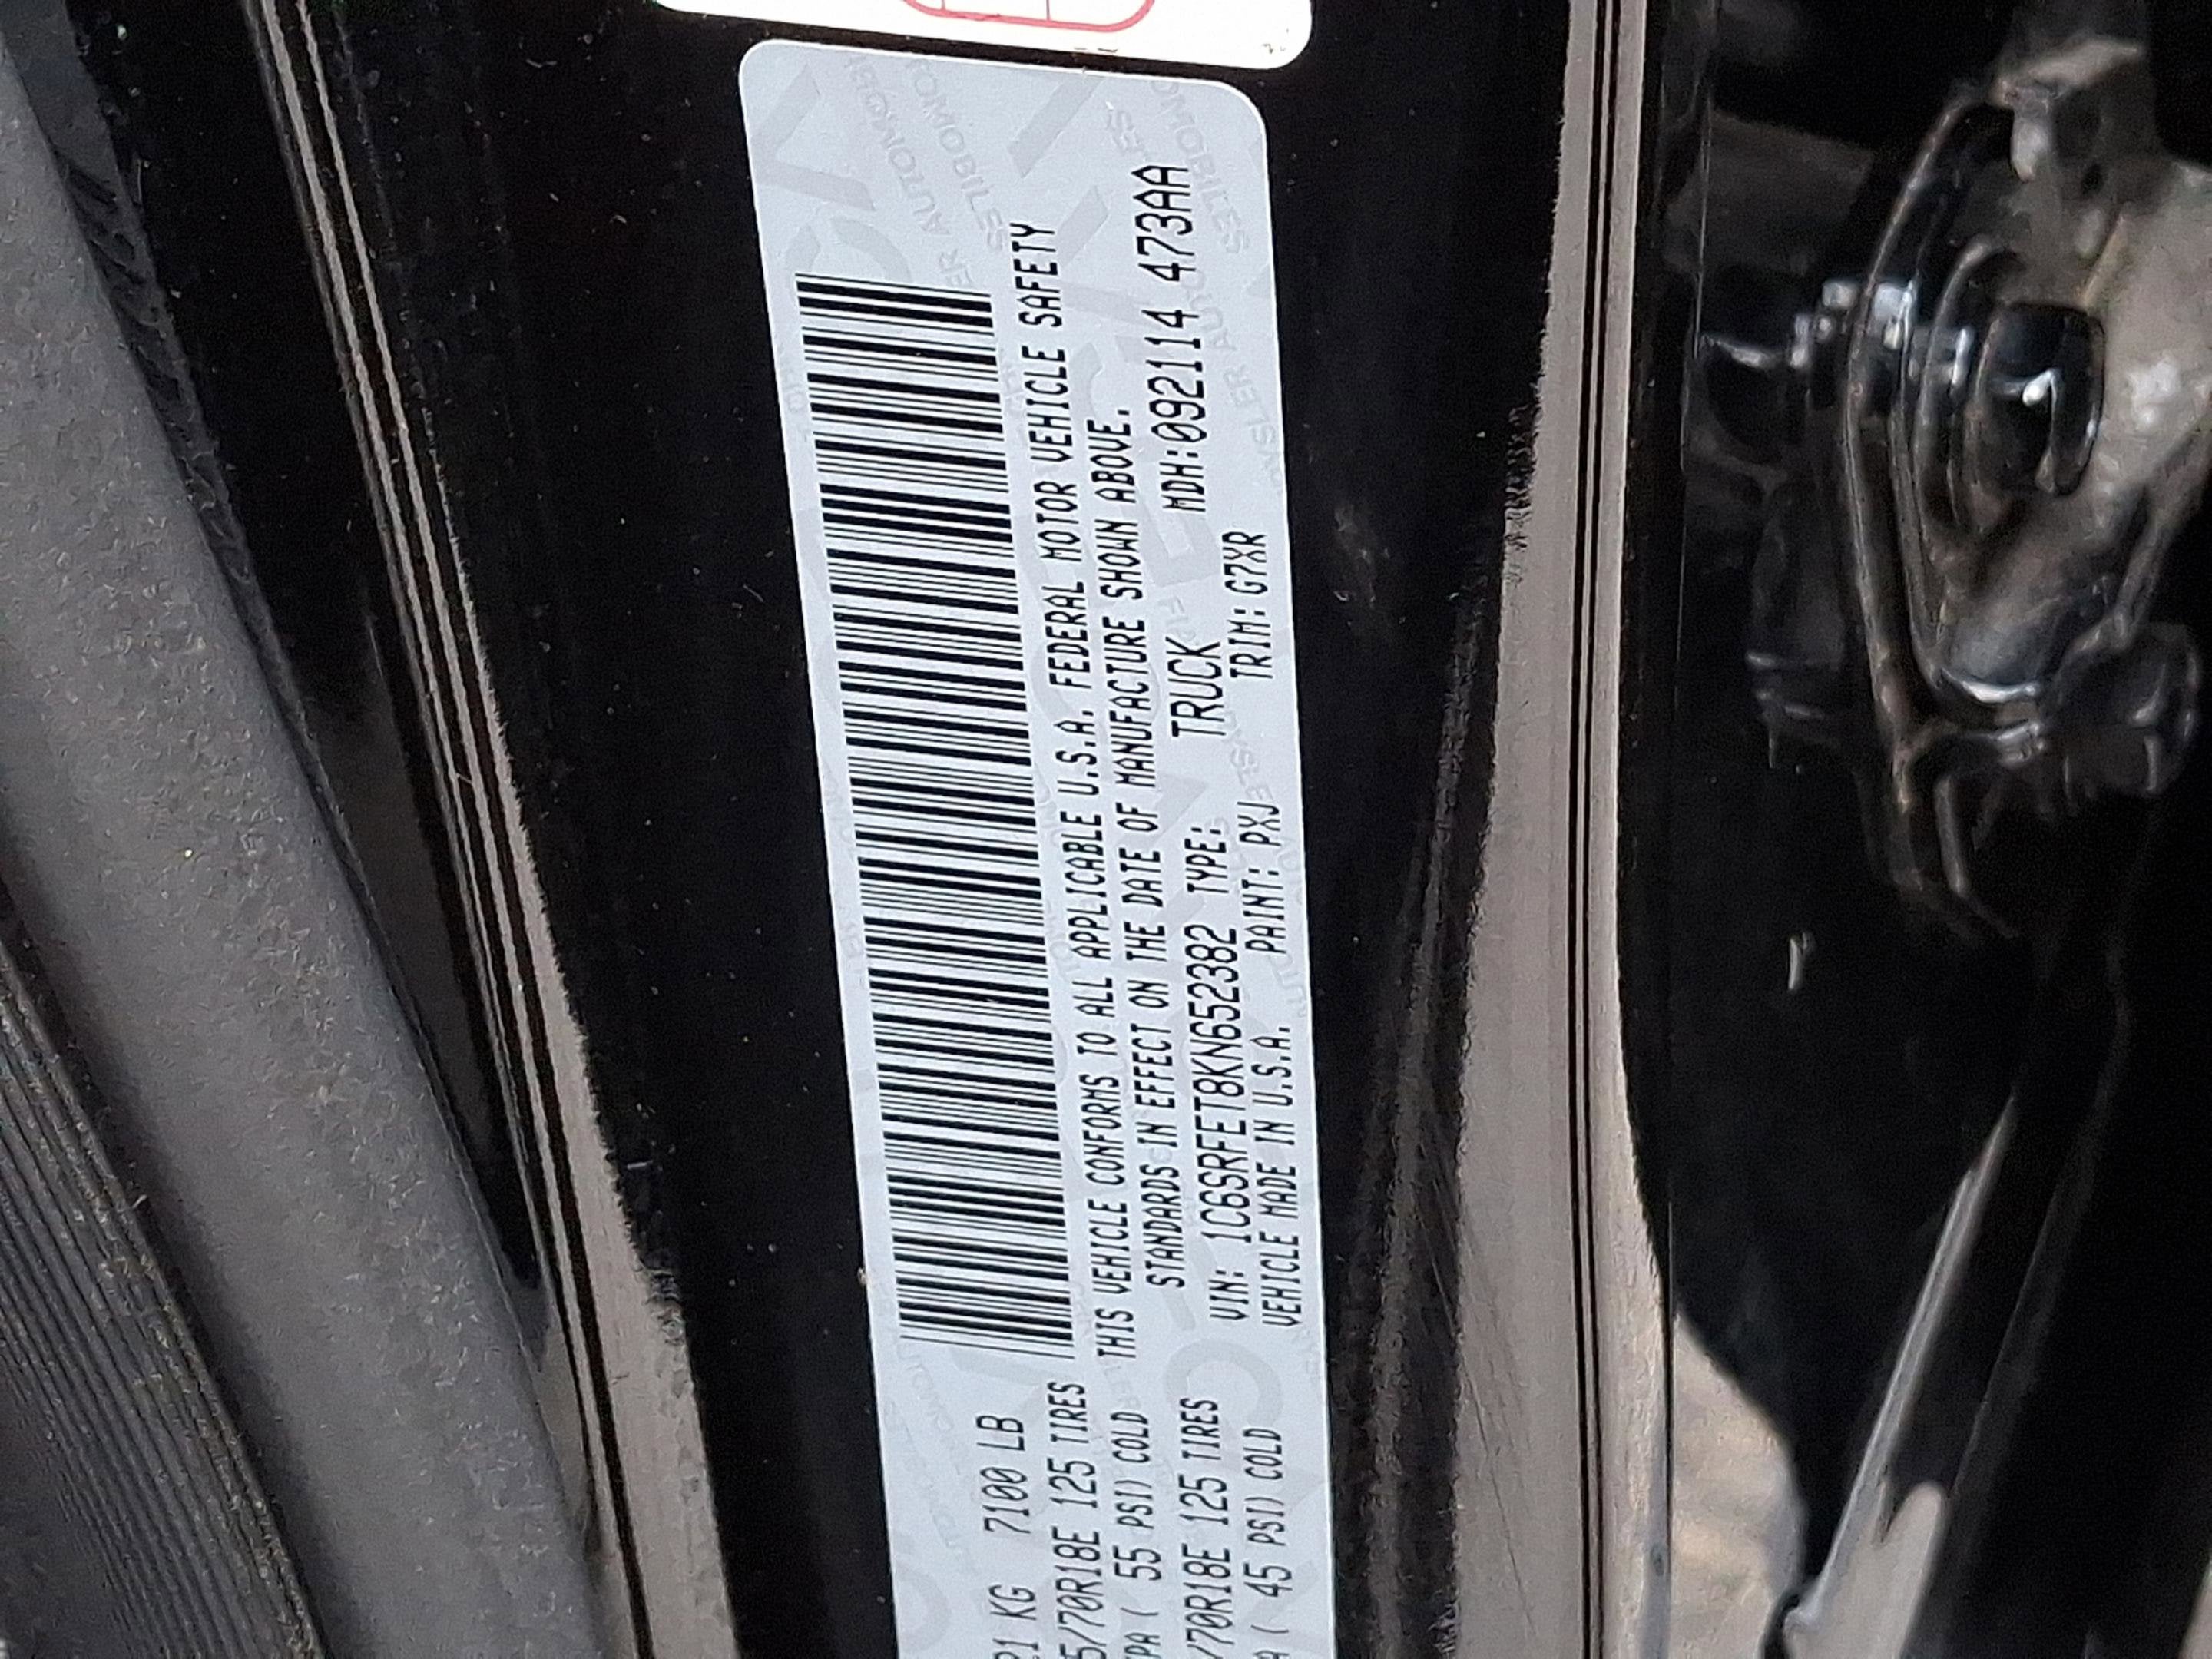 21 KG 7100 LB
5/70R18E 125 TIRES
PA ( 55 PSI) COLD
/70R18E 125 TIRES
A ( 45 PSI) COLD
THIS VEHICLE CONFORMS TO ALL APPLICABLE U.S.A. FEDERAL MOTOR VEHICLE SAFETY
STANDARDS IN EFFECT ON THE DATE OF MANUFACTURE SHOWN ABOVE.
VIN: 1C6SRFET8KN652382 TYPE: TRUCK MDH:092114 473AA
VEHICLE MADE IN U.S.A. PAINT: PXJ TRIM: G7XR